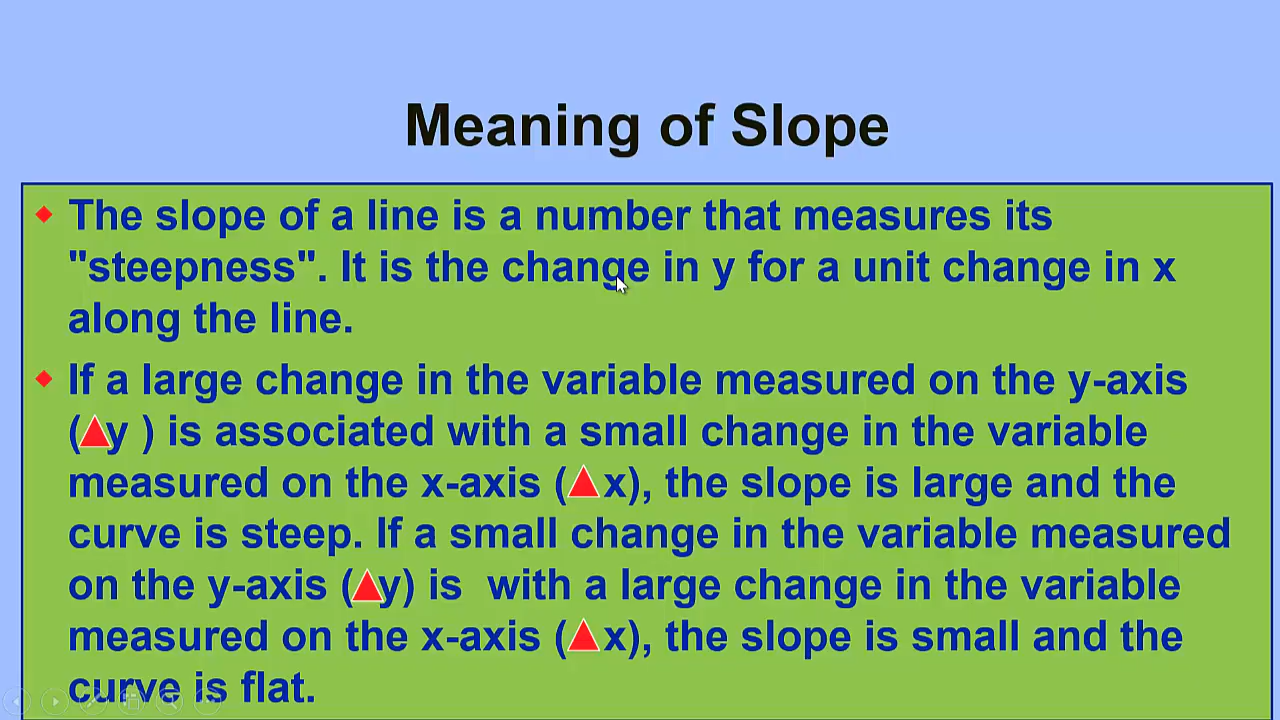 Meaning of Slope
The slope of a line is a number that measures its
"steepness". It is the change in y for a unit change in x
along the line.
If a large change in the variable measured on the y-axis
(▲y ) is associated with a small change in the variable
measured on the x-axis (▲x), the slope is large and the
curve is steep. If a small change in the variable measured
on the y-axis (▲y) is  with a large change in the variable
measured on the x-axis (▲x), the slope is small and the
curve is flat.